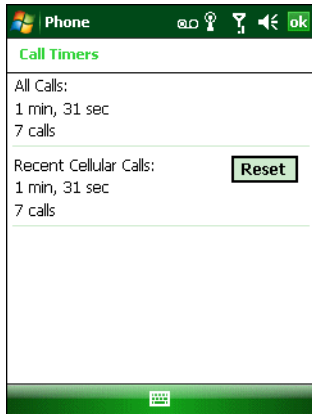 Phone
ok
Call Timers
All Calls:
1 min, 31 sec
7 calls
Recent Cellular Calls:
Reset
1 min, 31 sec
7 calls